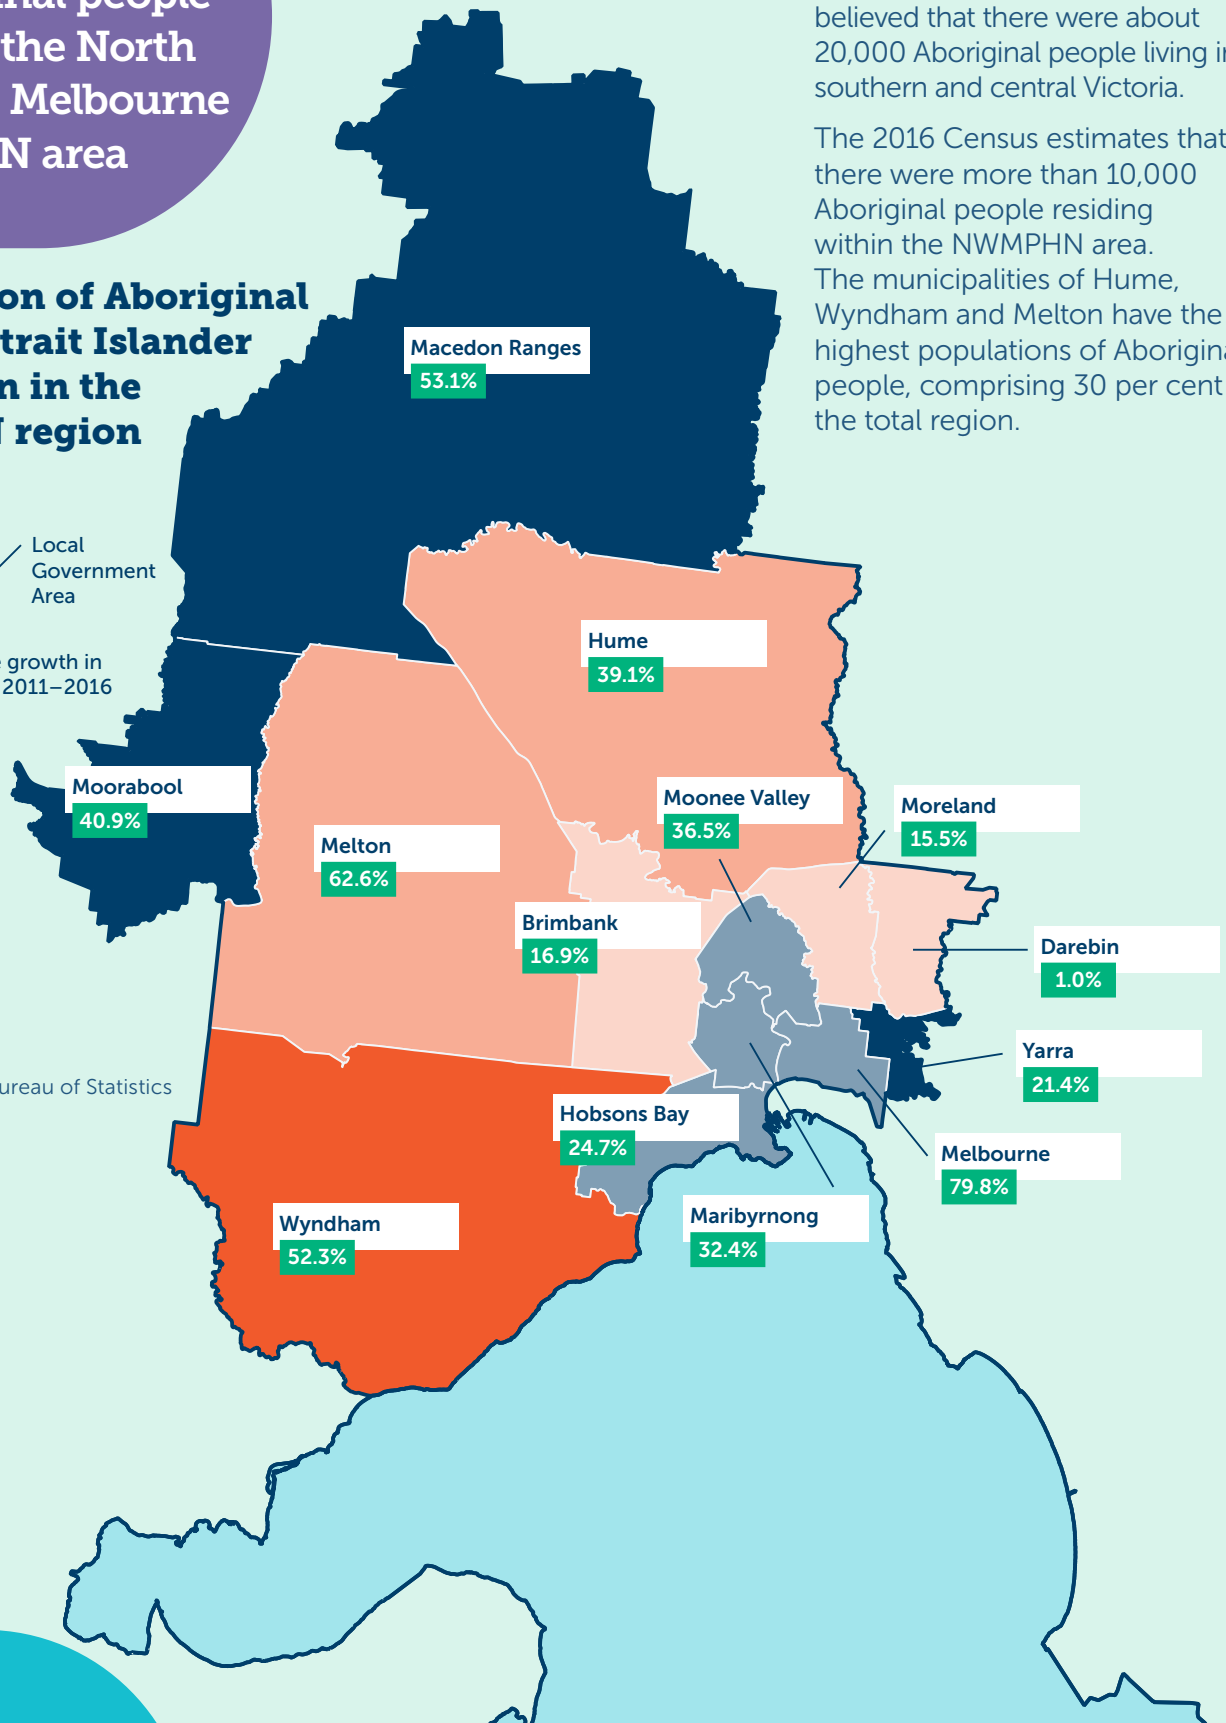 people
the North
Melbourne
N area
believed that there were about
20,000 Aboriginal people living
southern and central Victoria.
The 2016 Census estimates that
there were more than 10,000
Aboriginal people residing
within the NWMPHN area.
The municipalities of Hume,
Wyndham and Melton have the
highest populations of
people, comprising 30 per cent
the total region.
on of Aboriginal
trait Islander
n in the
region
Local
Government
Area
growth in
2011–2016
Macedon Ranges
53.1%
Hume
39.1%
Moorabool
40.9%
Melton
62.6%
Moonee Valley
36.5%
Moreland
15.5%
Brimbank
16.9%
Darebin
1.0%
Yarra
21.4%
ureau of Statistics
Hobsons Bay
24.7%
Melbourne
79.8%
Maribyrnong
32.4%
Wyndham
52.3%